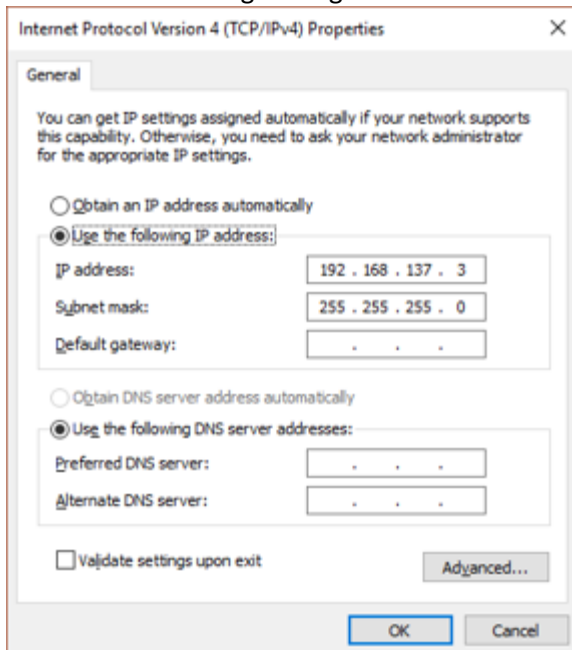 Internet Protocol Version 4 (TCP/IPv4) Properties
General
You can get IP settings assigned automatically if your network supports
this capability. Otherwise, you need to ask your network administrator
for the appropriate IP settings.
Obtain an IP address automatically
Use the following IP address:
IP address: 192 . 168 . 137 . 3
Subnet mask: 255 . 255 . 255 . 0
Default gateway: . . .
Obtain DNS server address automatically
Use the following DNS server addresses:
Preferred DNS server: . . .
Alternate DNS server: . . .
Validate settings upon exit
Advanced...
OK Cancel